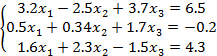 3.2x₁ − 2.5x₂ + 3.7x₃ = 6.5
0.5x₁ + 0.34x₂ + 1.7x₃ = −0.2
1.6x₁ + 2.3x₂ − 1.5x₃ = 4.3